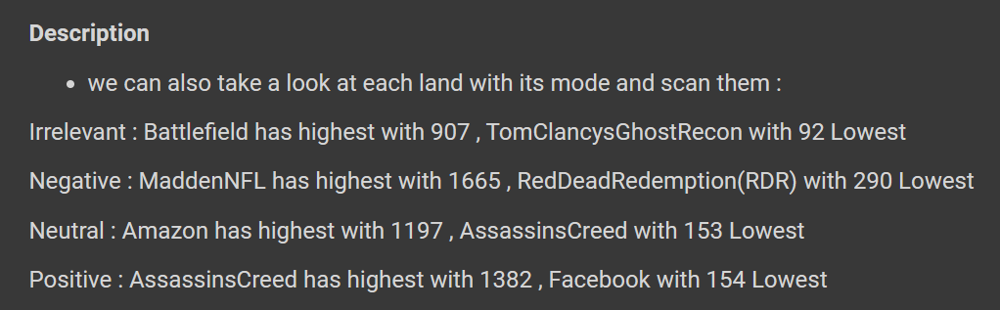 Description
• we can also take a look at each land with its mode and scan them :
Irrelevant : Battlefield has highest with 907 , TomClancysGhostRecon with 92 Lowest
Negative : MaddenNFL has highest with 1665 , RedDeadRedemption(RDR) with 290 Lowest
Neutral : Amazon has highest with 1197 , AssassinsCreed with 153 Lowest
Positive : AssassinsCreed has highest with 1382 , Facebook with 154 Lowest